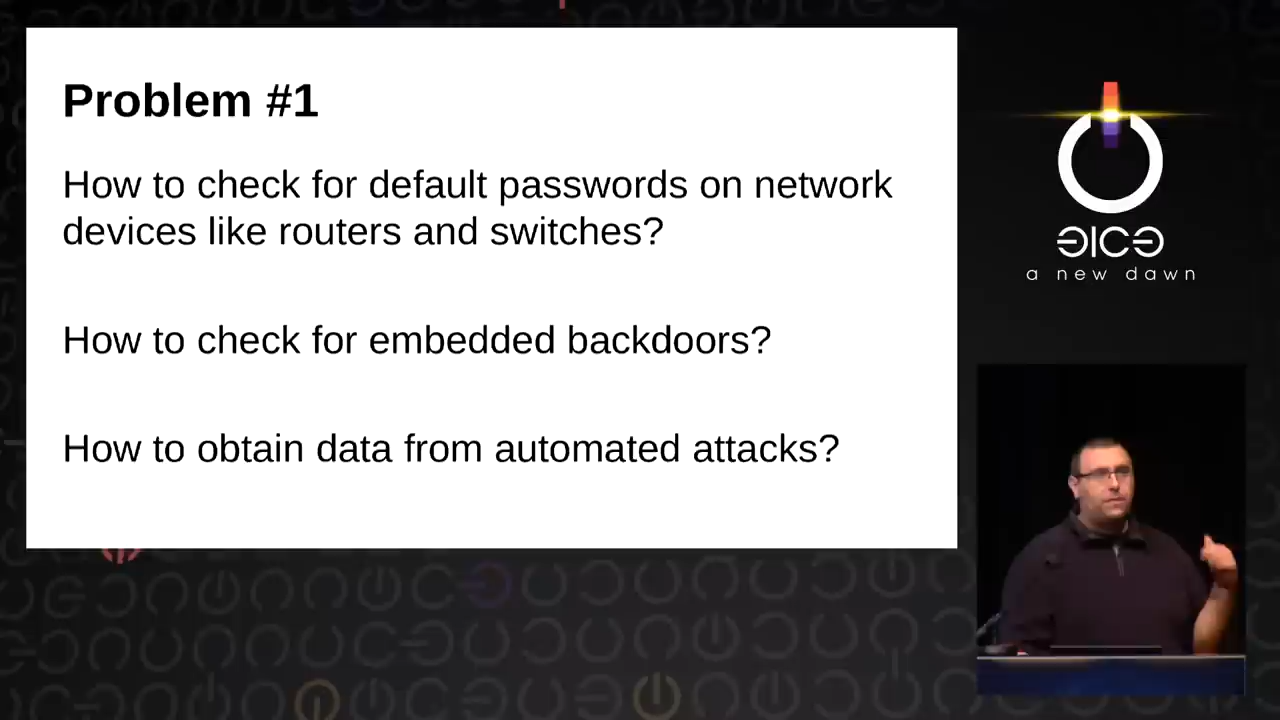 Problem #1
How to check for default passwords on network
devices like routers and switches?
How to check for embedded backdoors?
How to obtain data from automated attacks?
a new dawn